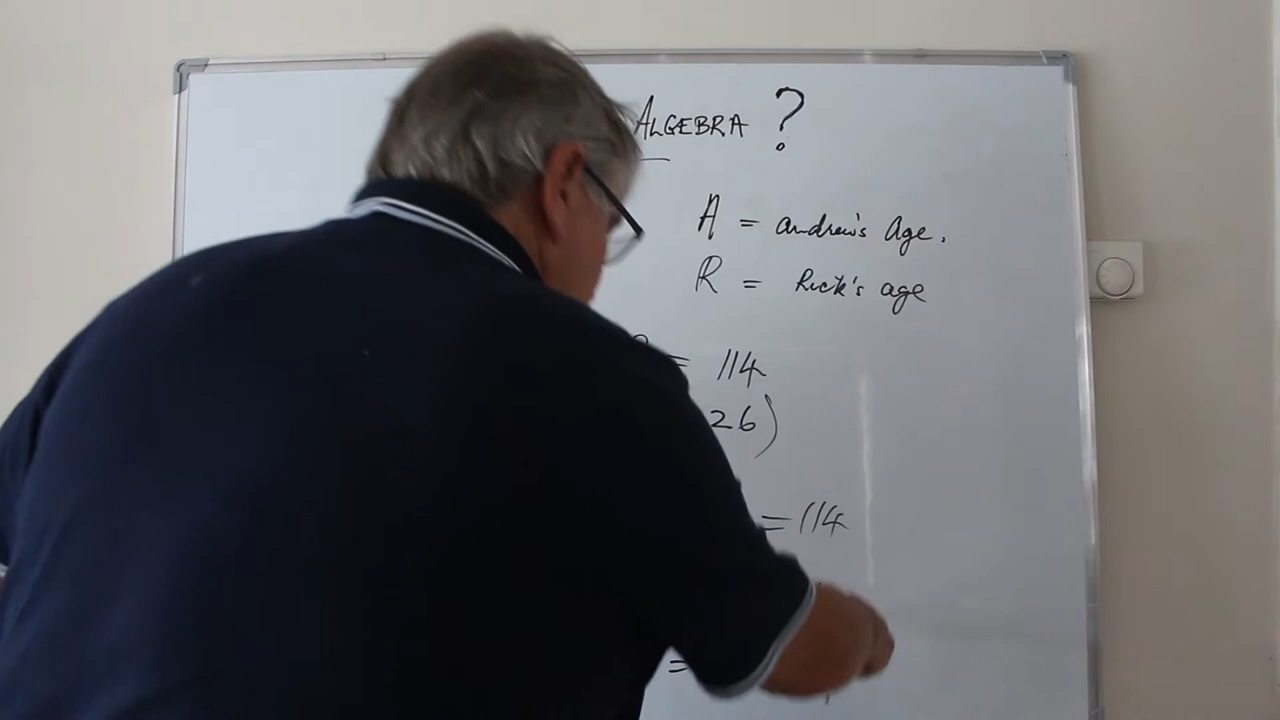 ALGEBRA ?
A = andrew's Age.
R = Rick's age
= 114
26)
= 114
=